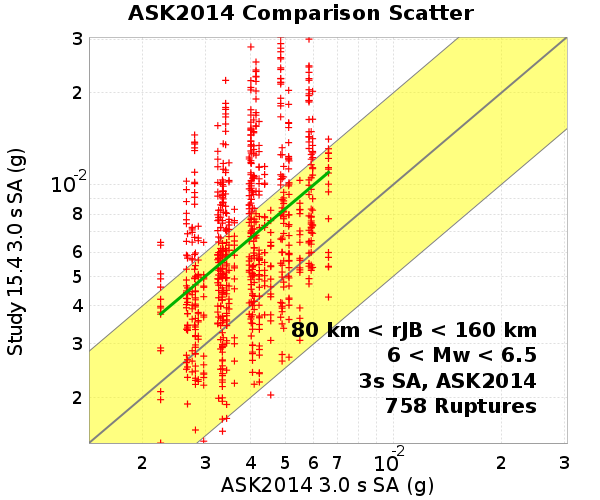 ASK2014 Comparison Scatter
3
2
10-2
8
6
5
4
3
2
Study 15.4 3.0 s SA (g)
80 km < rJB < 160 km
6 < Mw < 6.5
3s SA, ASK2014
758 Ruptures
2 3 4 5 6 7 10-2 2 3
ASK2014 3.0 s SA (g)